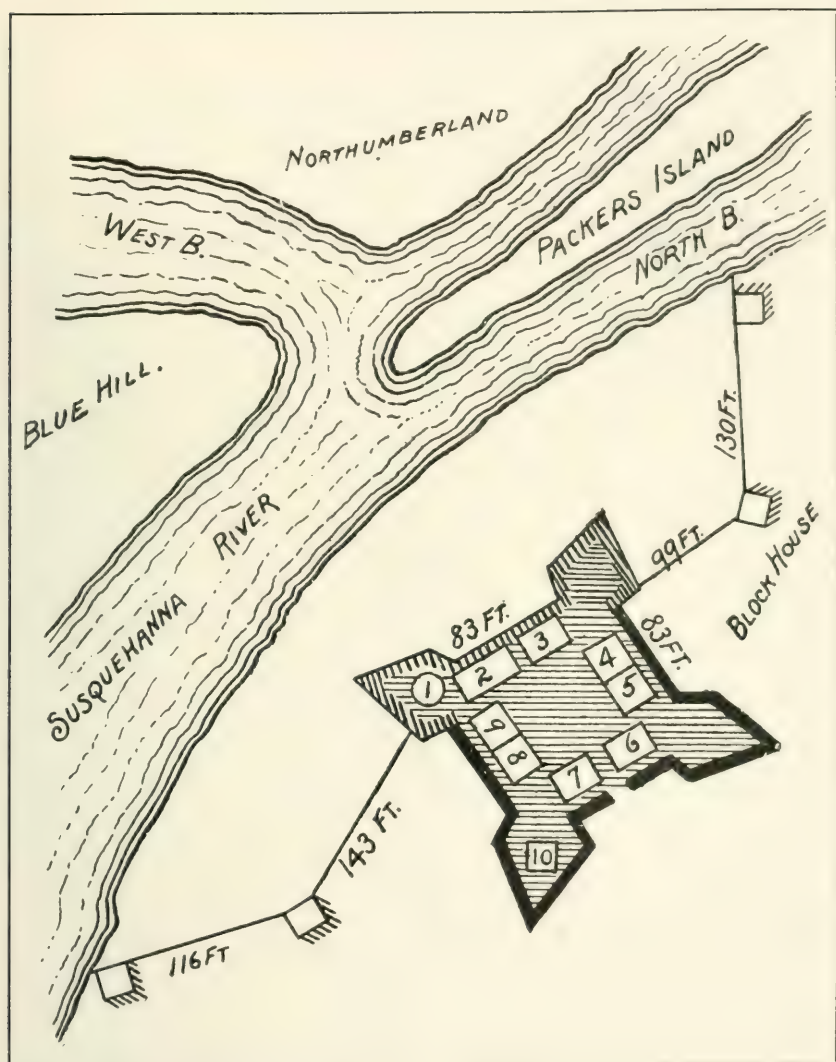 NORTHUMBERLAND
WEST B.
PACKERS ISLAND
NORTH B.
BLUE HILL.
SUSQUEHANNA RIVER
130 FT.
99 FT.
BLOCK HOUSE
83 FT.
83 FT.
1
2
3
4
5
6
7
8
9
10
143 FT.
116 FT